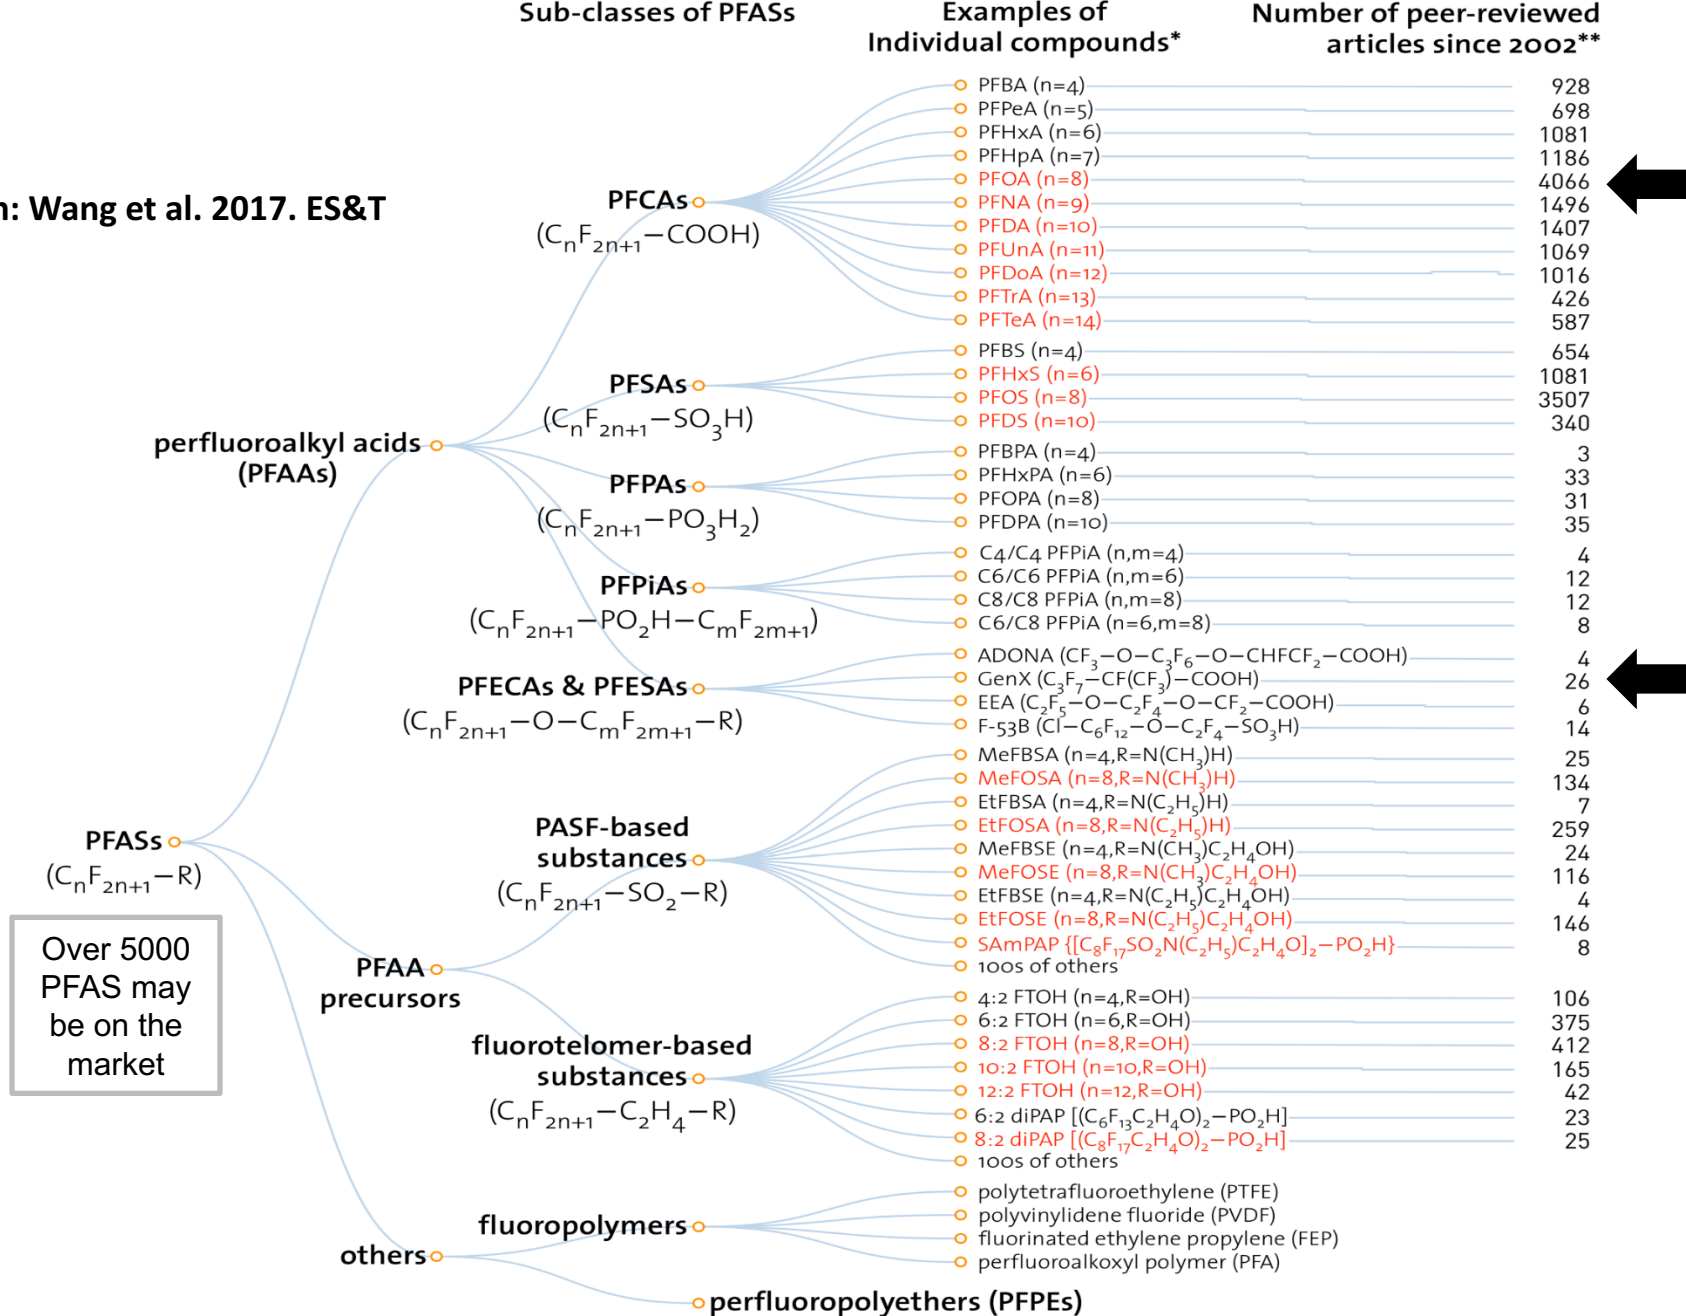 Sub-classes of PFASs
Examples of
Individual compounds*
Number of peer-reviewed
articles since 2002**
n: Wang et al. 2017. ES&T
PFASs
(CₙF₂ₙ₊₁−R)
Over 5000
PFAS may
be on the
market
perfluoroalkyl acids
(PFAAs)
PFCAs
(CₙF₂ₙ₊₁−COOH)
PFBA (n=4) 928
PFPeA (n=5) 698
PFHxA (n=6) 1081
PFHpA (n=7) 1186
PFOA (n=8) 4066
PFNA (n=9) 1496
PFDA (n=10) 1407
PFUnA (n=11) 1069
PFDoA (n=12) 1016
PFTrA (n=13) 426
PFTeA (n=14) 587
PFSAs
(CₙF₂ₙ₊₁−SO₃H)
PFBS (n=4) 654
PFHxS (n=6) 1081
PFOS (n=8) 3507
PFDS (n=10) 340
PFPAs
(CₙF₂ₙ₊₁−PO₃H₂)
PFBPA (n=4) 3
PFHxPA (n=6) 33
PFOPA (n=8) 31
PFDPA (n=10) 35
PFPiAs
(CₙF₂ₙ₊₁−PO₂H−CₘF₂ₘ₊₁)
C4/C4 PFPiA (n,m=4) 4
C6/C6 PFPiA (n,m=6) 12
C8/C8 PFPiA (n,m=8) 12
C6/C8 PFPiA (n=6,m=8) 8
PFECAs & PFESAs
(CₙF₂ₙ₊₁−O−CₘF₂ₘ₊₁−R)
ADONA (CF₃−O−C₃F₆−O−CHFCF₂−COOH) 4
GenX (C₃F₇−CF(CF₃)−COOH) 26
EEA (C₂F₅−O−C₂F₄−O−CF₂−COOH) 6
F-53B (Cl−C₆F₁₂−O−C₂F₄−SO₃H) 14
PFAA
precursors
PASF-based
substances
(CₙF₂ₙ₊₁−SO₂−R)
MeFBSA (n=4,R=N(CH₃)H) 25
MeFOSA (n=8,R=N(CH₃)H) 134
EtFBSA (n=4,R=N(C₂H₅)H) 7
EtFOSA (n=8,R=N(C₂H₅)H) 259
MeFBSE (n=4,R=N(CH₃)C₂H₄OH) 24
MeFOSE (n=8,R=N(CH₃)C₂H₄OH) 116
EtFBSE (n=4,R=N(C₂H₅)C₂H₄OH) 4
EtFOSE (n=8,R=N(C₂H₅)C₂H₄OH) 146
SAmPAP {[C₈F₁₇SO₂N(C₂H₅)C₂H₄O]₂−PO₂H} 8
100s of others
fluorotelomer-based
substances
(CₙF₂ₙ₊₁−C₂H₄−R)
4:2 FTOH (n=4,R=OH) 106
6:2 FTOH (n=6,R=OH) 375
8:2 FTOH (n=8,R=OH) 412
10:2 FTOH (n=10,R=OH) 165
12:2 FTOH (n=12,R=OH) 42
6:2 diPAP [(C₆F₁₃C₂H₄O)₂−PO₂H] 23
8:2 diPAP [(C₈F₁₇C₂H₄O)₂−PO₂H] 25
100s of others
others
fluoropolymers
polytetrafluoroethylene (PTFE)
polyvinylidene fluoride (PVDF)
fluorinated ethylene propylene (FEP)
perfluoroalkoxyl polymer (PFA)
perfluoropolyethers (PFPEs)